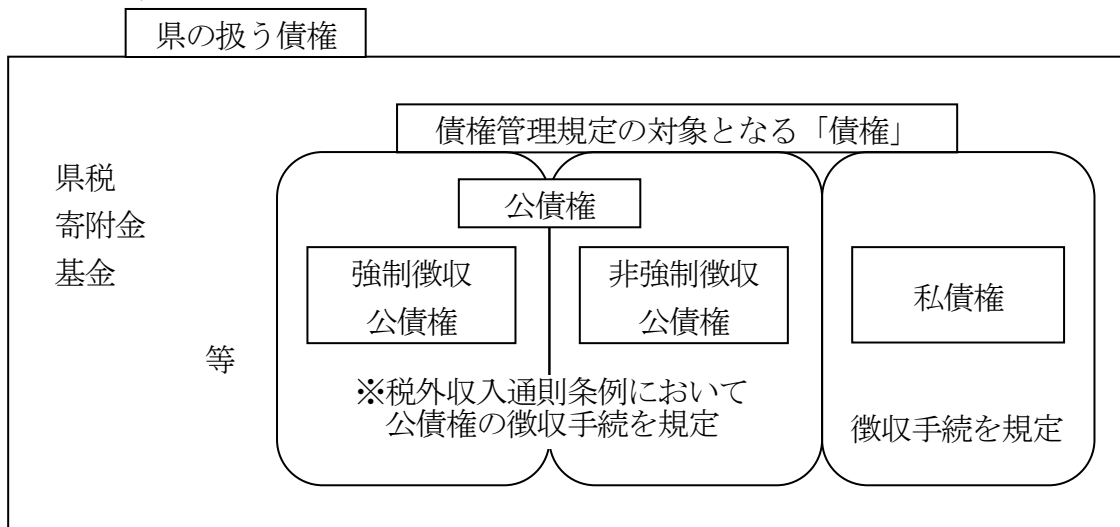 県の扱う債権
債権管理規定の対象となる「債権」
県税
寄附金
基金
等
公債権
強制徴収
公債権
非強制徴収
公債権
私債権
※税外収入通則条例において
公債権の徴収手続を規定
徴収手続を規定